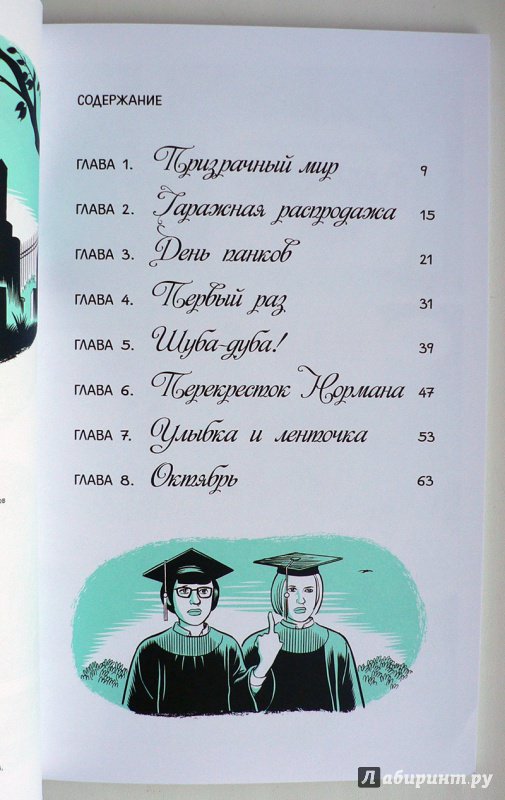 СОДЕРЖАНИЕ
ГЛАВА 1. Призрачный мир 9
ГЛАВА 2. Гаражная распродажа 15
ГЛАВА 3. День панков 21
ГЛАВА 4. Первый раз 31
ГЛАВА 5. Шуба-дуба! 39
ГЛАВА 6. Перекресток Нормана 47
ГЛАВА 7. Улыбка и ленточка 53
ГЛАВА 8. Октябрь 63
Лабиринт.ру